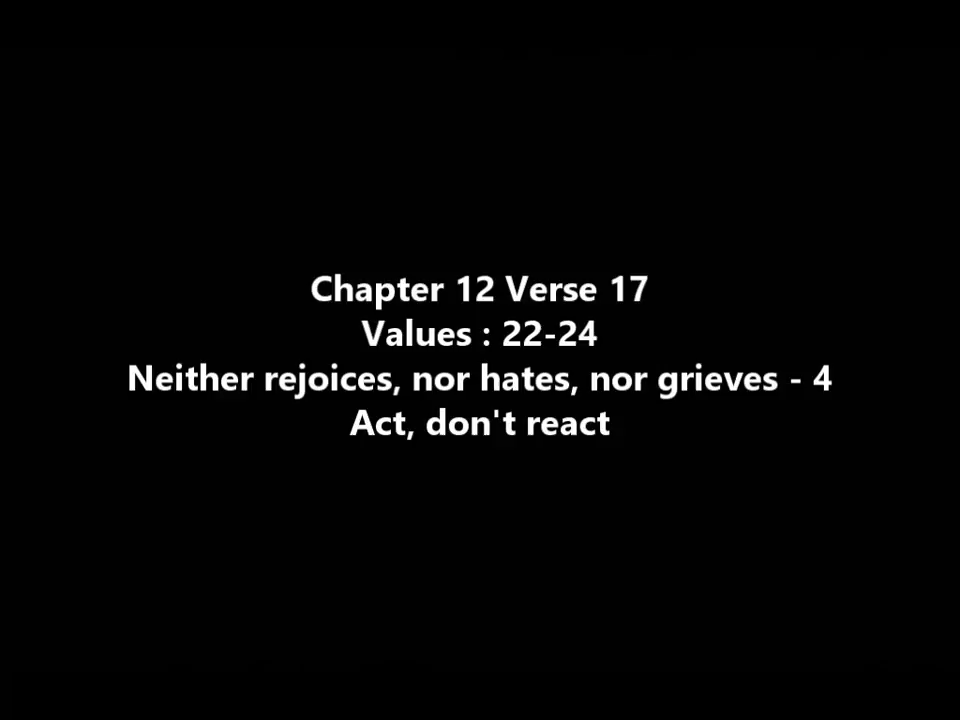 Chapter 12 Verse 17
Values : 22-24
Neither rejoices, nor hates, nor grieves - 4
Act, don't react